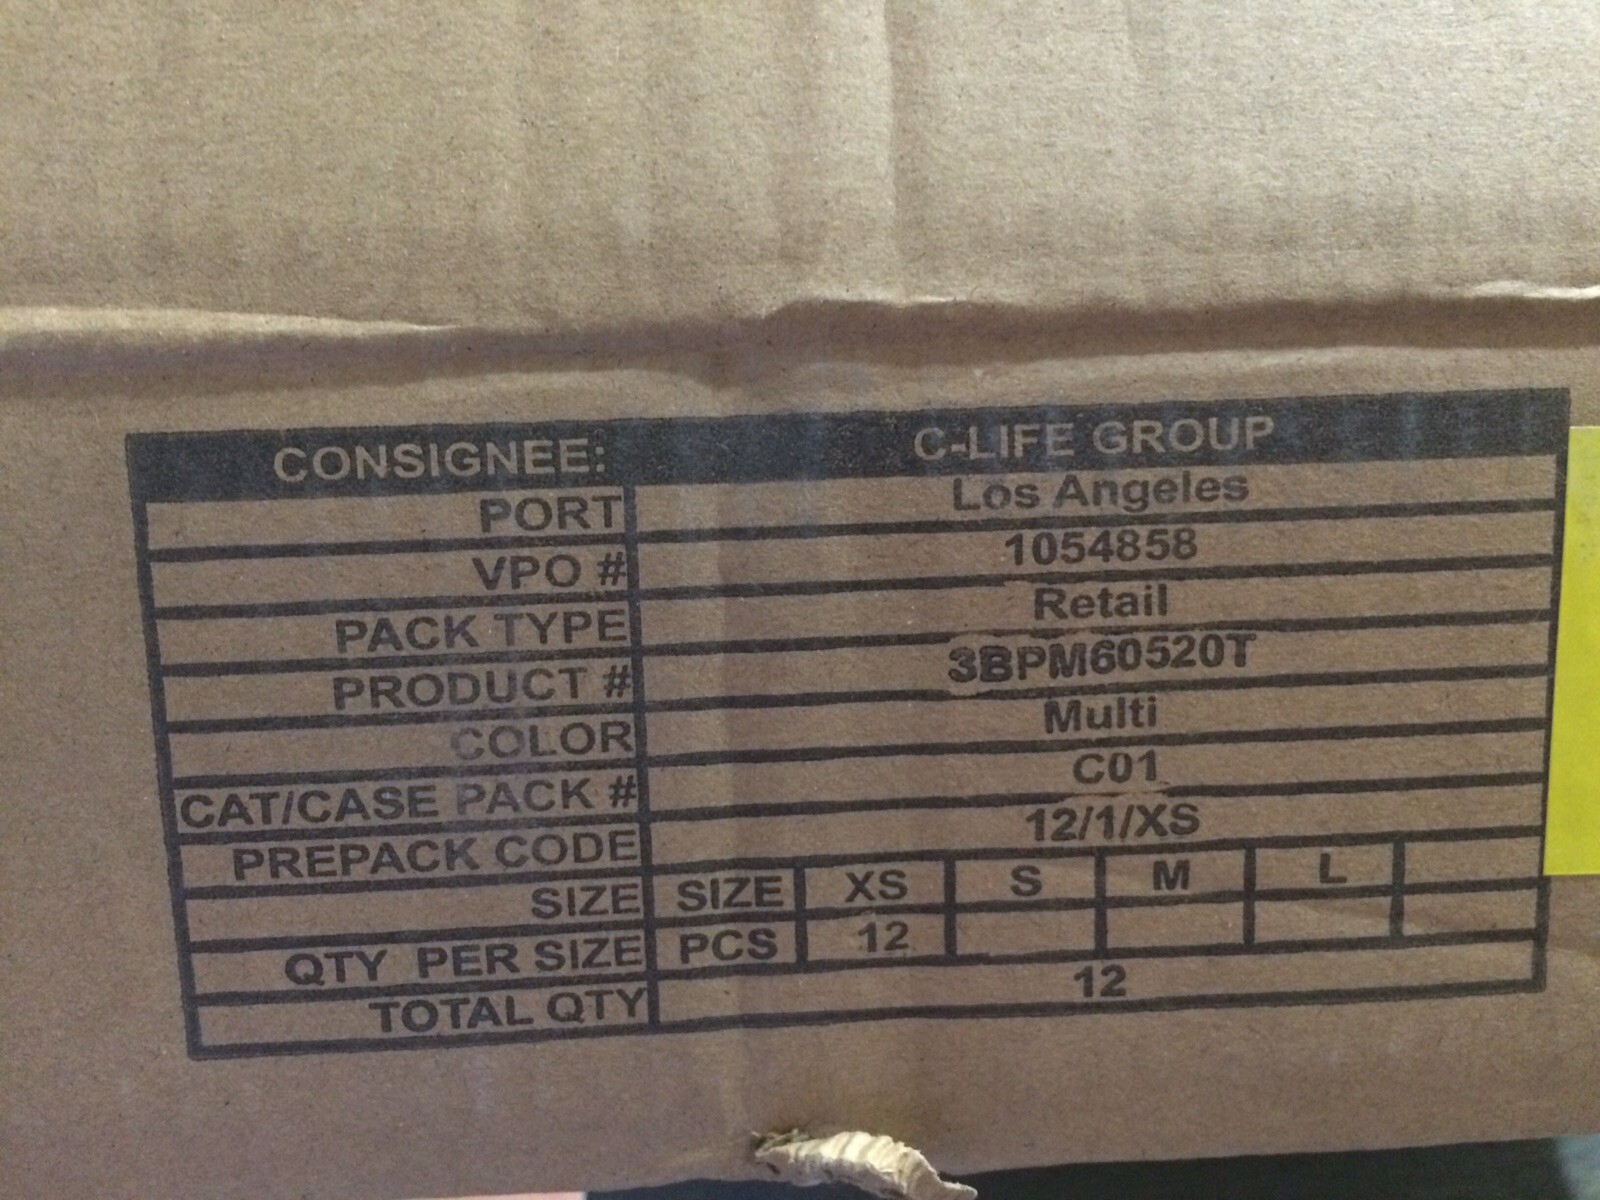 CONSIGNEE: C-LIFE GROUP
PORT Los Angeles
VPO # 1054858
PACK TYPE Retail
PRODUCT # 3BPM60520T
COLOR Multi
CAT/CASE PACK # C01
PREPACK CODE 12/1/XS
SIZE SIZE XS S M L
QTY PER SIZE PCS 12
TOTAL QTY 12